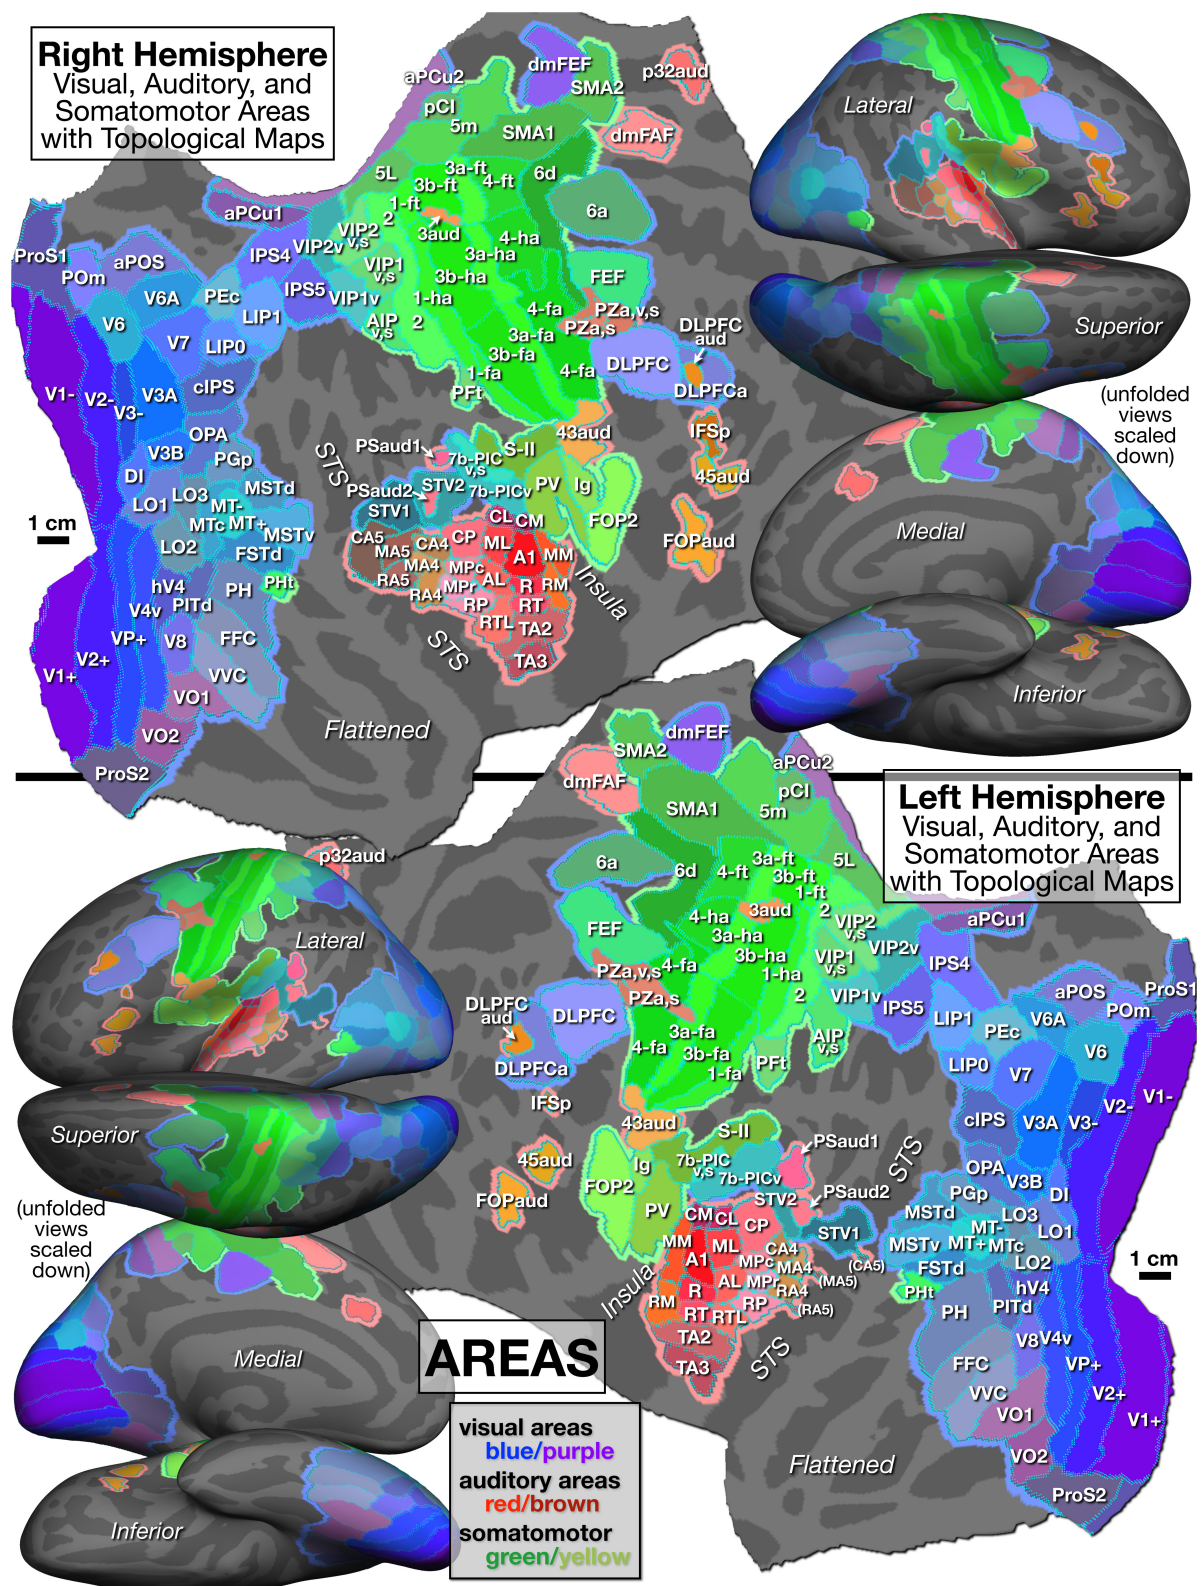 Right Hemisphere
Visual, Auditory, and
Somatomotor Areas
with Topological Maps
aPCu2
dmFEF
SMA2
p32aud
pCI
5m
SMA1
dmFAF
5L
3a-ft
3b-ft
4-ft
6d
1-ft
2
3aud
6a
aPCu1
VIP2
v,s
VIP2v
4-ha
3a-ha
ProS1
POm
aPOS
IPS4
VIP1
v,s
3b-ha
FEF
V6A
PEc
IPS5
VIP1v
1-ha
4-fa
PZa,v,s
V6
LIP1
AIP
v,s
2
PZa,s
DLPFC
aud
V7
LIP0
3a-fa
3b-fa
DLPFC
1-fa
4-fa
V1-
V2-
V3-
V3A
cIPS
PFt
DLPFCa
OPA
43aud
IFSp
V3B
PGp
STS
PSaud1
7b-PIC
v,s
S-II
DI
LO3
MSTd
PSaud2
STV2
7b-PICv
PV
Ig
45aud
LO1
MT-
STV1
CL
CM
FOP2
MTc
MT+
MSTv
CA5
MA5
CA4
CP
ML
A1
MM
FOPaud
LO2
FSTd
MA4
MPc
hV4
PH
PHt
RA5
RA4
MPr
AL
R
RM
Insula
V4v
PITd
RP
RT
VP+
V8
FFC
STS
RTL
TA2
V2+
VVC
TA3
V1+
VO1
VO2
Flattened
ProS2
1 cm
Lateral
Superior
(unfolded
views
scaled
down)
Medial
Inferior
Left Hemisphere
Visual, Auditory, and
Somatomotor Areas
with Topological Maps
SMA2
dmFEF
aPCu2
dmFAF
pCI
SMA1
5m
p32aud
6a
6d
3a-ft
5L
4-ft
3b-ft
1-ft
3aud
2
aPCu1
4-ha
VIP2
v,s
FEF
3a-ha
VIP2v
3b-ha
VIP1
v,s
IPS4
PZa,v,s
4-fa
1-ha
ProS1
PZa,s
2
VIP1v
IPS5
aPOS
POm
DLPFC
aud
DLPFC
LIP1
PEc
V6A
V6
3a-fa
AIP
v,s
4-fa
3b-fa
PFt
LIP0
V7
DLPFCa
1-fa
IFSp
43aud
S-II
cIPS
V3A
V3-
V2-
V1-
PSaud1
STS
45aud
Ig
7b-PIC
v,s
7b-PICv
OPA
V3B
FOPaud
FOP2
STV2
PSaud2
PGp
DI
PV
CM
CL
CP
STV1
MSTd
MT-
LO3
LO1
MM
ML
CA4
MSTv
MT+
MTc
A1
MPc
MA4
(CA5)
FSTd
LO2
AL
MPr
RA4
(MA5)
Insula
RM
R
RP
(RA5)
PHt
hV4
PH
PITd
RT
RTL
TA2
V8
V4v
TA3
STS
FFC
VP+
VVC
V2+
VO1
V1+
VO2
Flattened
ProS2
1 cm
Lateral
Superior
(unfolded
views
scaled
down)
Medial
Inferior
AREAS
visual areas
blue/purple
auditory areas
red/brown
somatomotor
green/yellow